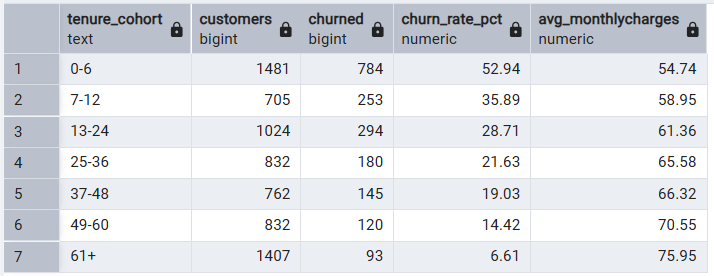 tenure_cohort customers churned churn_rate_pct avg_monthlycharges
text bigint bigint numeric numeric
1 0-6 1481 784 52.94 54.74
2 7-12 705 253 35.89 58.95
3 13-24 1024 294 28.71 61.36
4 25-36 832 180 21.63 65.58
5 37-48 762 145 19.03 66.32
6 49-60 832 120 14.42 70.55
7 61+ 1407 93 6.61 75.95